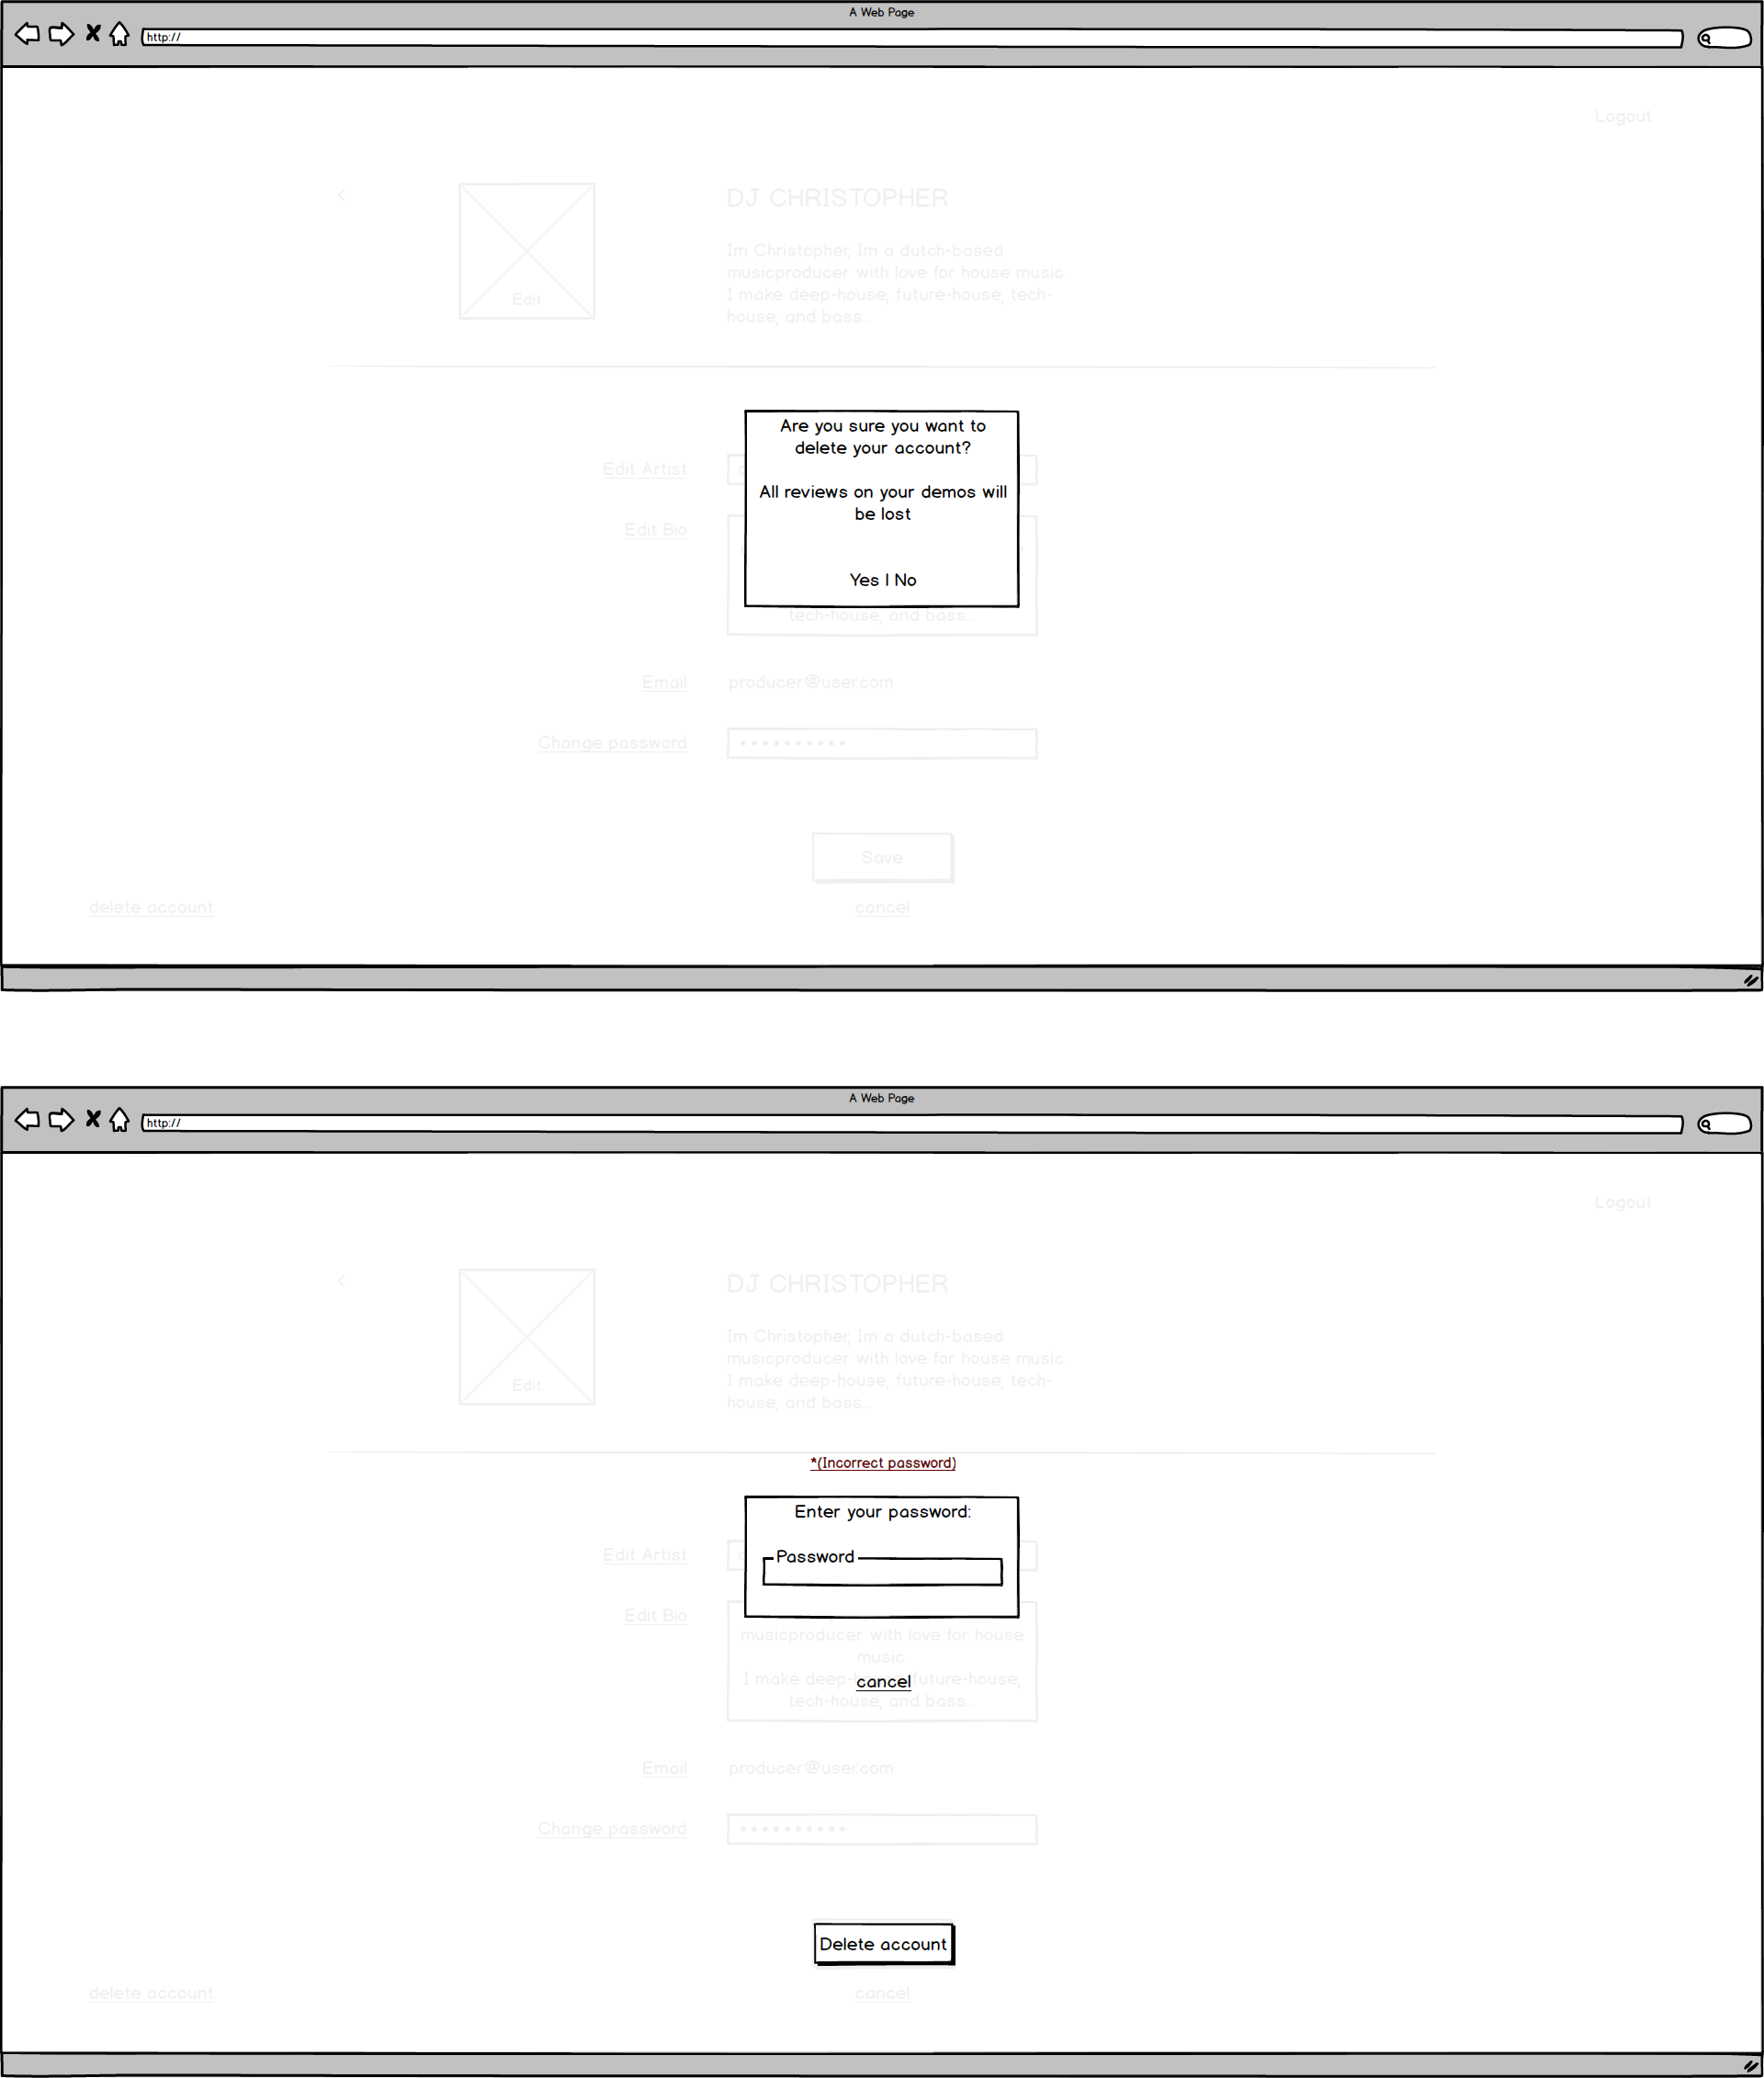 A Web Page
http://
Logout
<
DJ CHRISTOPHER
Im Christopher, Im a dutch-based
musicproducer with love for house music.
I make deep-house, future-house, tech-
house, and bass...
Edit
Are you sure you want to
delete your account?
All reviews on your demos will
be lost
Yes | No
Edit Artist
Edit Bio
tech-house, and bass...
Email
producer@user.com
Change password
Save
delete account
cancel
A Web Page
http://
Logout
<
DJ CHRISTOPHER
Im Christopher, Im a dutch-based
musicproducer with love for house music.
I make deep-house, future-house, tech-
house, and bass...
Edit
*(Incorrect password)
Enter your password:
Password
Edit Artist
Edit Bio
musicproducer with love for house
music.
I make deep- future-house,
cancel
tech-house, and bass...
Email
producer@user.com
Change password
Delete account
delete account
cancel